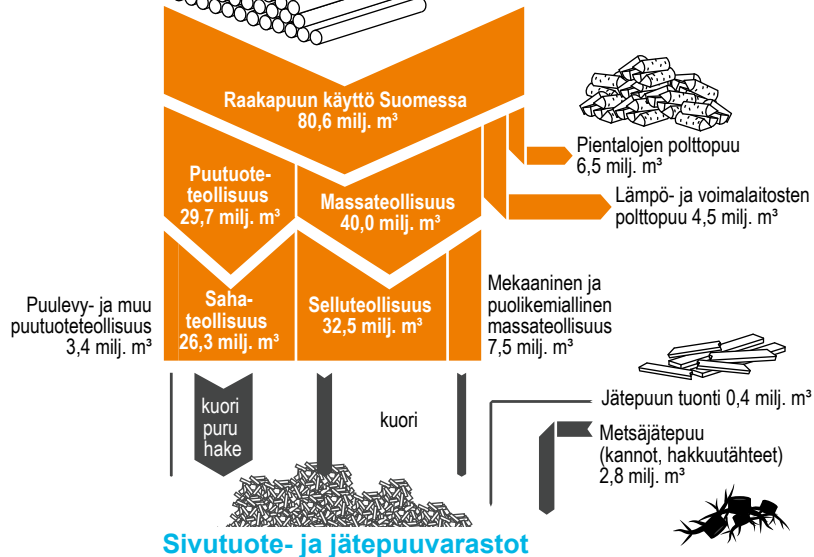 Raakapuun käyttö Suomessa
80,6 milj. m³
Pientalojen polttopuu
6,5 milj. m³
Puutuote-
teollisuus
29,7 milj. m³
Massateollisuus
40,0 milj. m³
Lämpö- ja voimalaitosten
polttopuu 4,5 milj. m³
Puulevy- ja muu
puutuoteteollisuus
3,4 milj. m³
Saha-
teollisuus
26,3 milj. m³
Selluteollisuus
32,5 milj. m³
Mekaaninen ja
puolikemiallinen
massateollisuus
7,5 milj. m³
kuori
puru
hake
kuori
Jätepuun tuonti 0,4 milj. m³
Metsäjätepuu
(kannot, hakkuutähteet)
2,8 milj. m³
Sivutuote- ja jätepuuvarastot